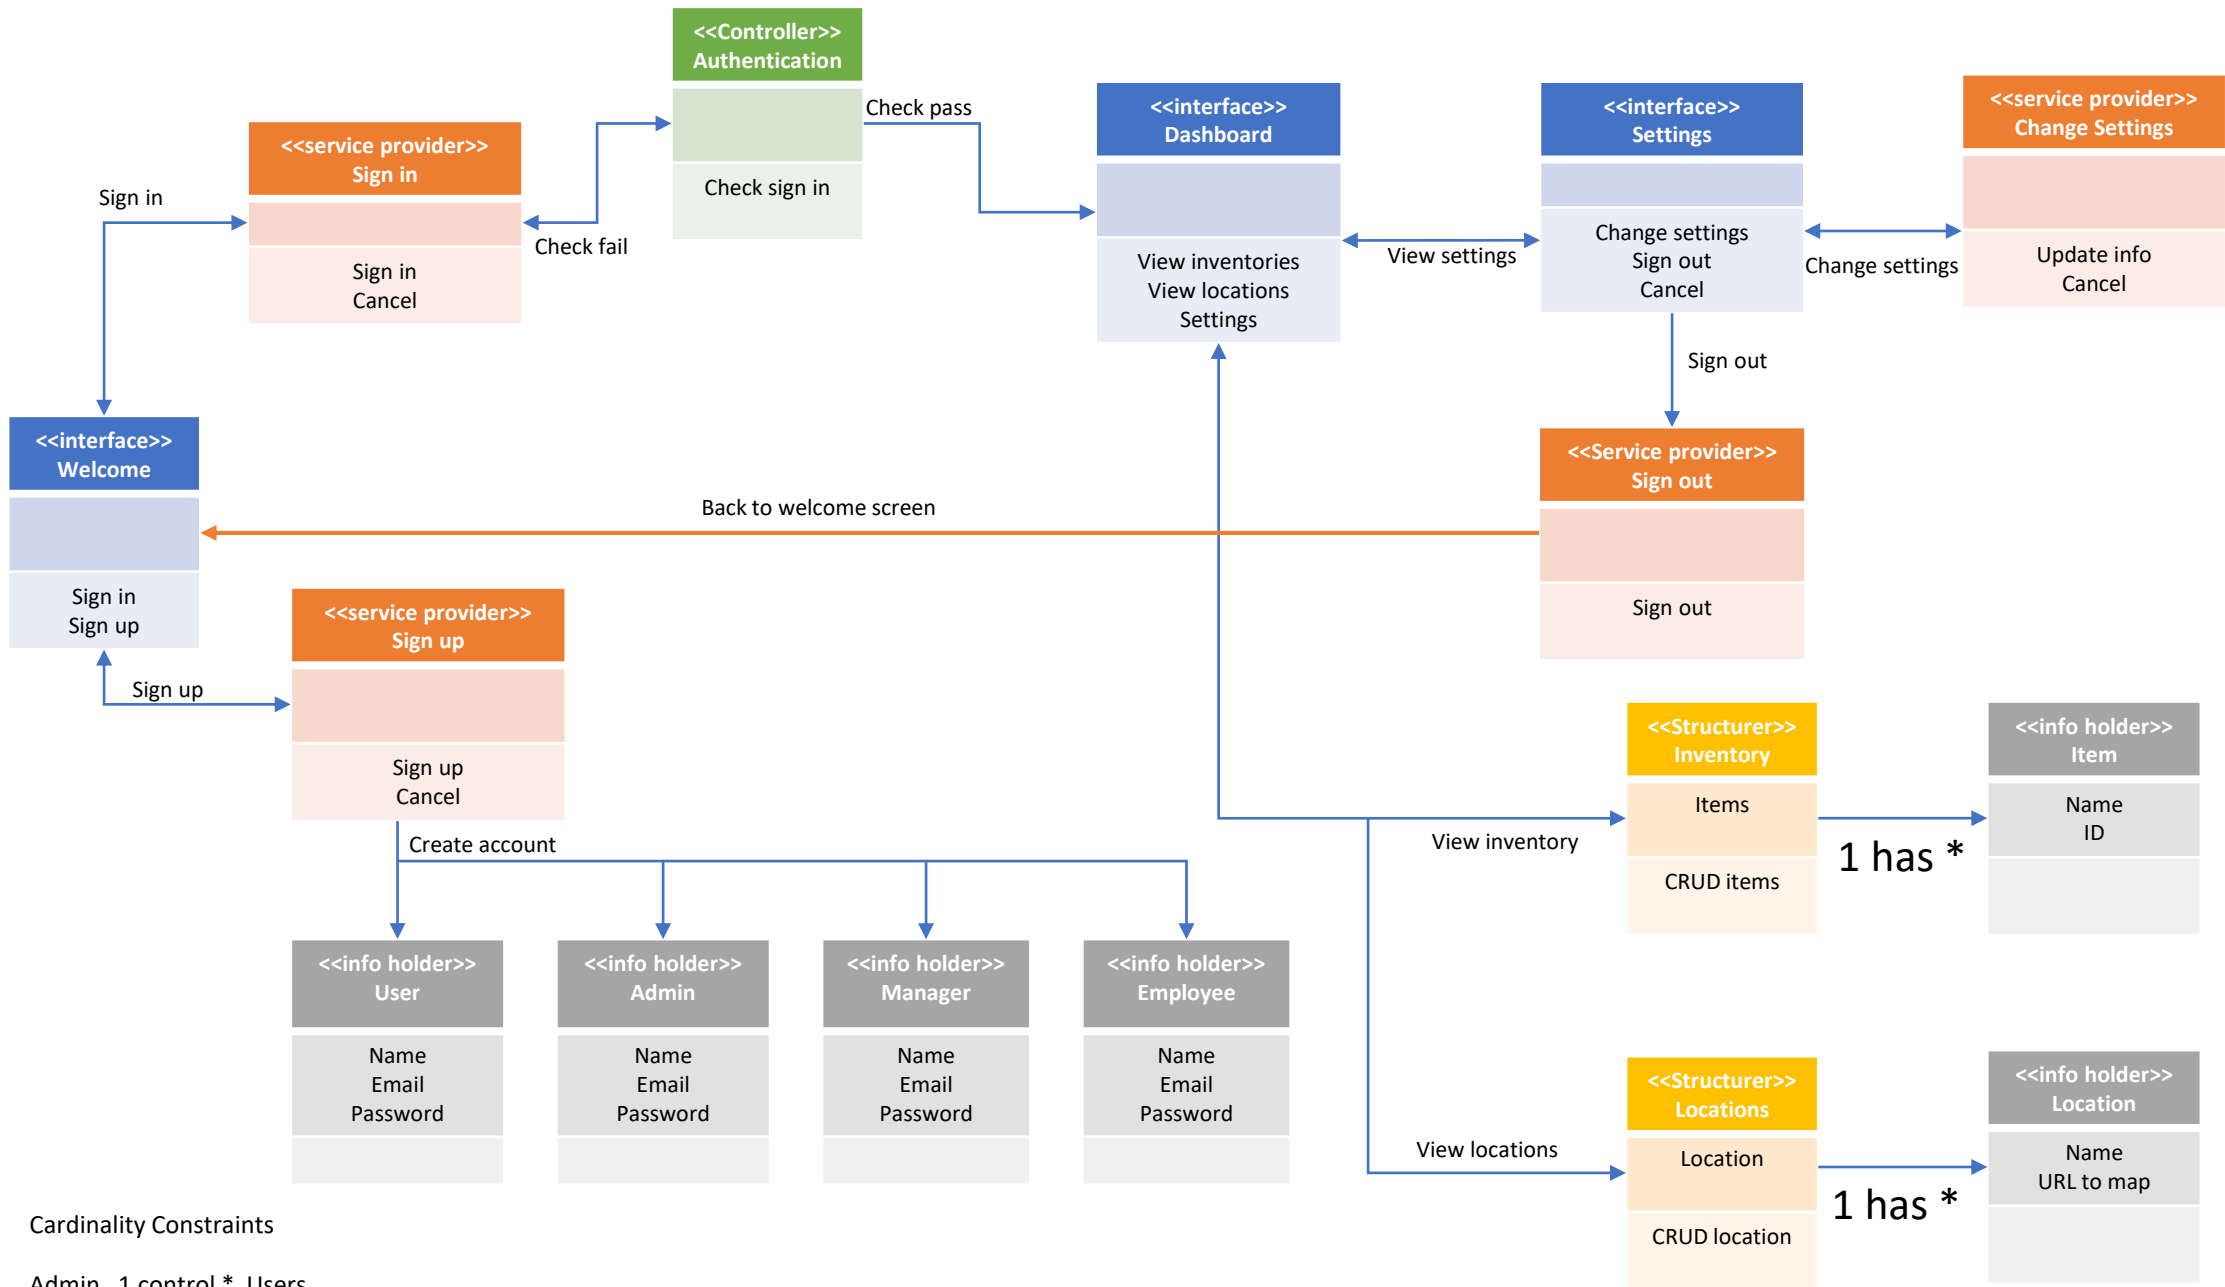 <<Controller>>
Authentication
Check sign in
Check pass
<<service provider>>
Sign in
Sign in
Cancel
Sign in
Check fail
<<interface>>
Dashboard
View inventories
View locations
Settings
View settings
<<interface>>
Settings
Change settings
Sign out
Cancel
Change settings
<<service provider>>
Change Settings
Update info
Cancel
Sign out
<<interface>>
Welcome
Sign in
Sign up
Back to welcome screen
<<Service provider>>
Sign out
Sign out
Sign up
<<service provider>>
Sign up
Sign up
Cancel
Create account
<<info holder>>
User
Name
Email
Password
<<info holder>>
Admin
Name
Email
Password
<<info holder>>
Manager
Name
Email
Password
<<info holder>>
Employee
Name
Email
Password
View inventory
<<Structurer>>
Inventory
Items
CRUD items
1 has *
<<info holder>>
Item
Name
ID
View locations
<<Structurer>>
Locations
Location
CRUD location
1 has *
<<info holder>>
Location
Name
URL to map
Cardinality Constraints
Admin 1 control * Users